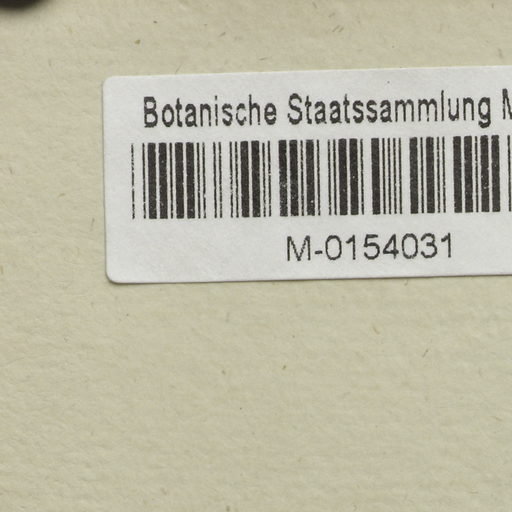 Botanische Staatssammlung M
M-0154031